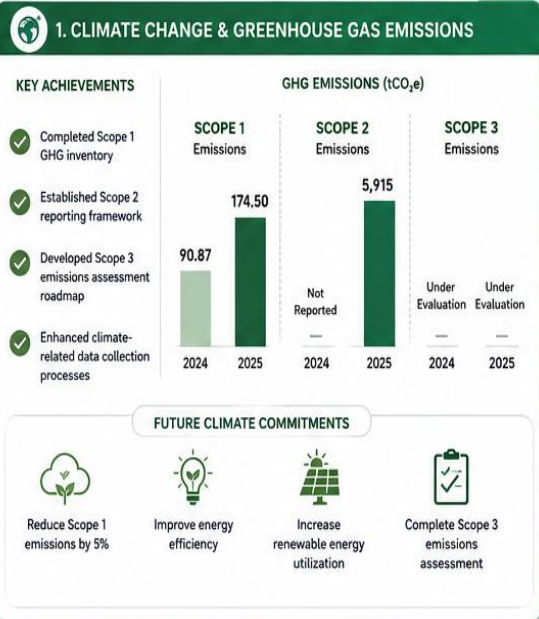 1. CLIMATE CHANGE & GREENHOUSE GAS EMISSIONS
KEY ACHIEVEMENTS
Completed Scope 1
GHG inventory
Established Scope 2
reporting framework
Developed Scope 3
emissions assessment
roadmap
Enhanced climate-
related data collection
processes
GHG EMISSIONS (tCO₂e)
SCOPE 1
Emissions
90.87
174.50
2024
2025
SCOPE 2
Emissions
Not
Reported
5,915
2024
2025
SCOPE 3
Emissions
Under
Evaluation
Under
Evaluation
2024
2025
FUTURE CLIMATE COMMITMENTS
Reduce Scope 1
emissions by 5%
Improve energy
efficiency
Increase
renewable energy
utilization
Complete Scope 3
emissions
assessment